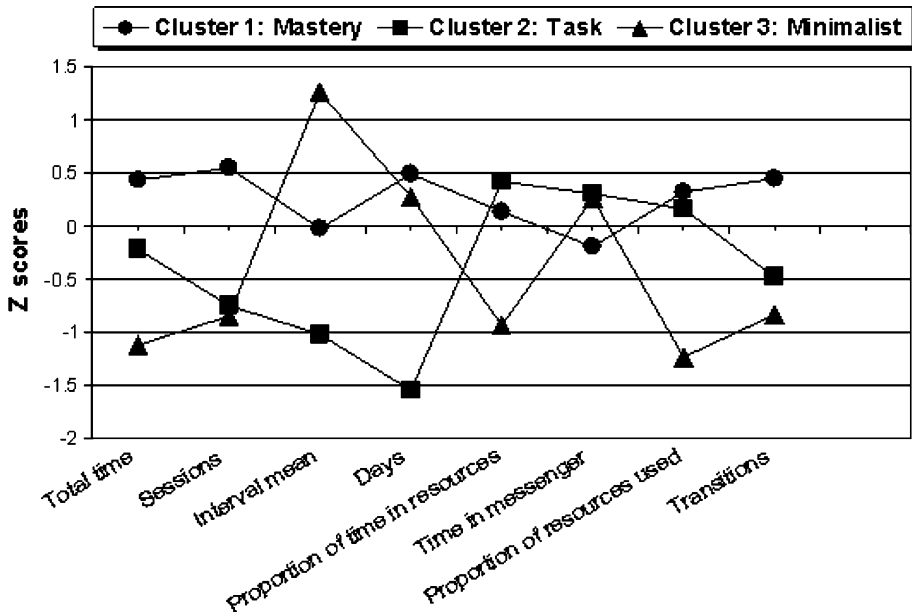 Cluster 1: Mastery Cluster 2: Task Cluster 3: Minimalist
1.5
1
0.5
0
-0.5
-1
-1.5
-2
Z scores
Total time
Sessions
Interval mean
Days
Proportion of time in resources
Time in messenger
Proportion of resources used
Transitions